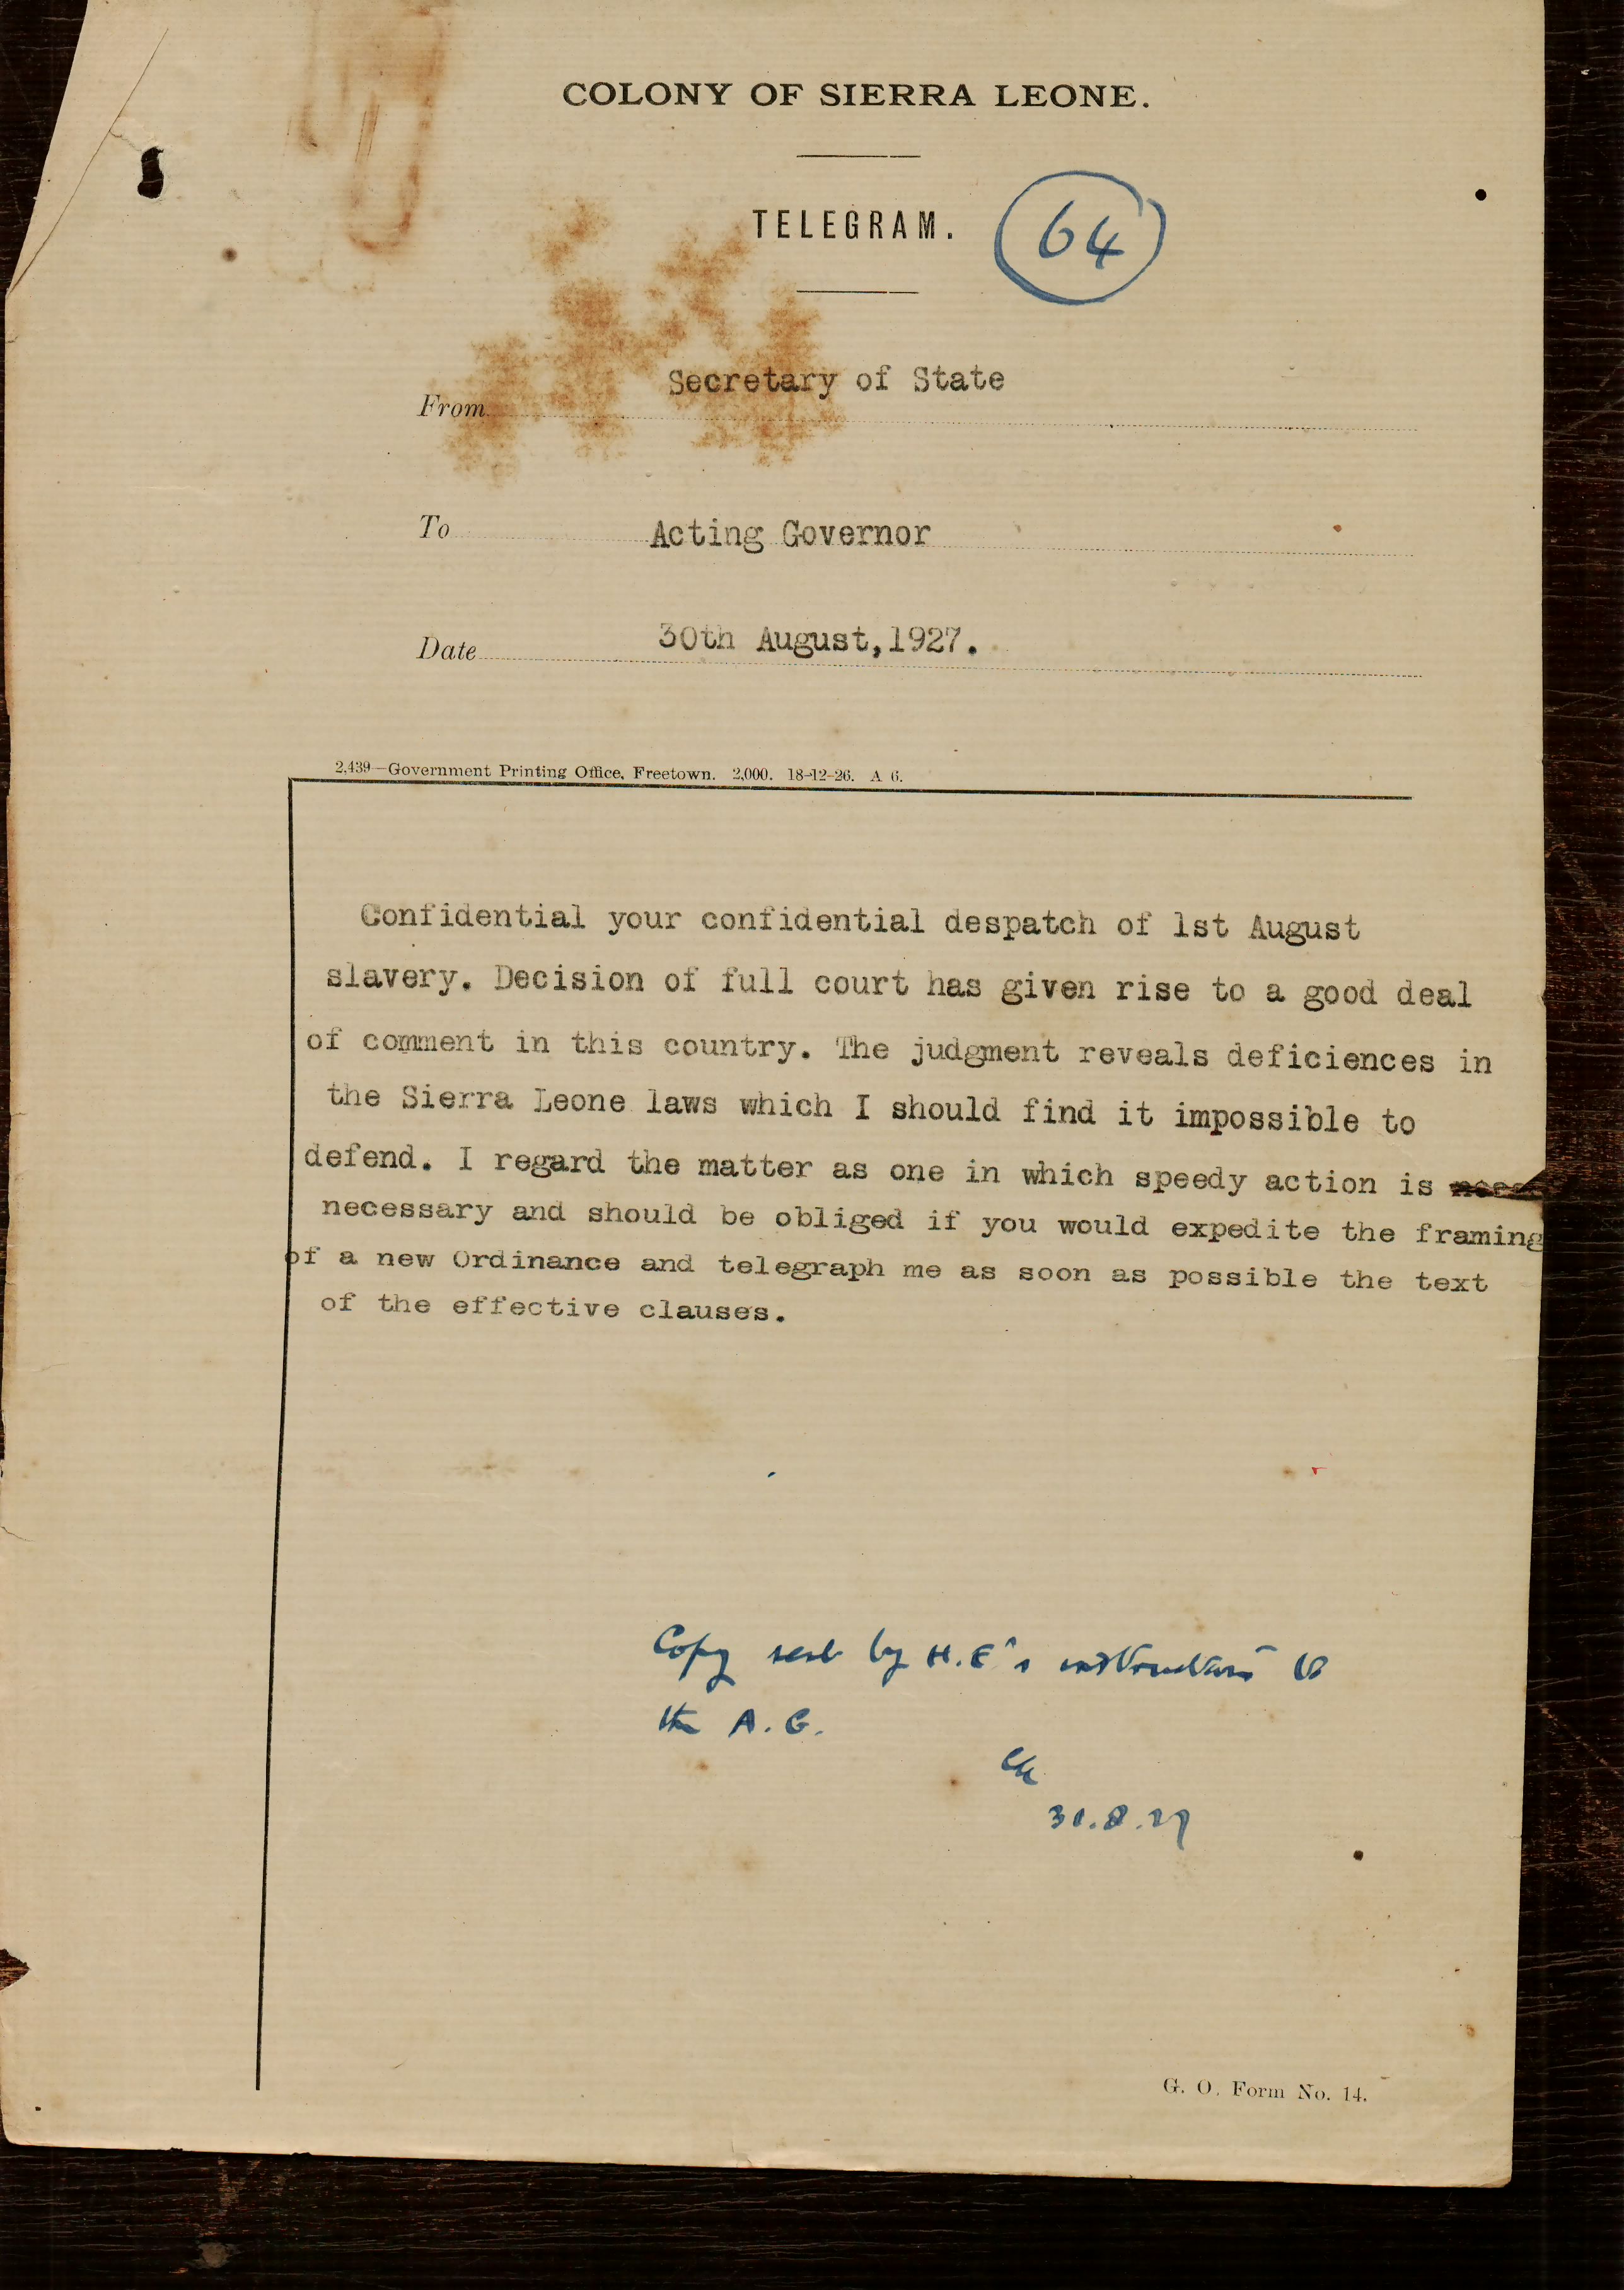 COLONY OF SIERRA LEONE.
TELEGRAM.
64
Secretary of State
From
To Acting Governor
Date 30th August, 1927.
2,439—Government Printing Office, Freetown. 2,000. 18-12-26. A 6.
Confidential your confidential despatch of 1st August
slavery. Decision of full court has given rise to a good deal
of comment in this country. The judgment reveals deficiences in
the Sierra Leone laws which I should find it impossible to
defend. I regard the matter as one in which speedy action is
necessary and should be obliged if you would expedite the framing
of a new Ordinance and telegraph me as soon as possible the text
of the effective clauses.
Copy sent by H.E's instructions to
the A.G.
31.8.27
G. O. Form No. 14.